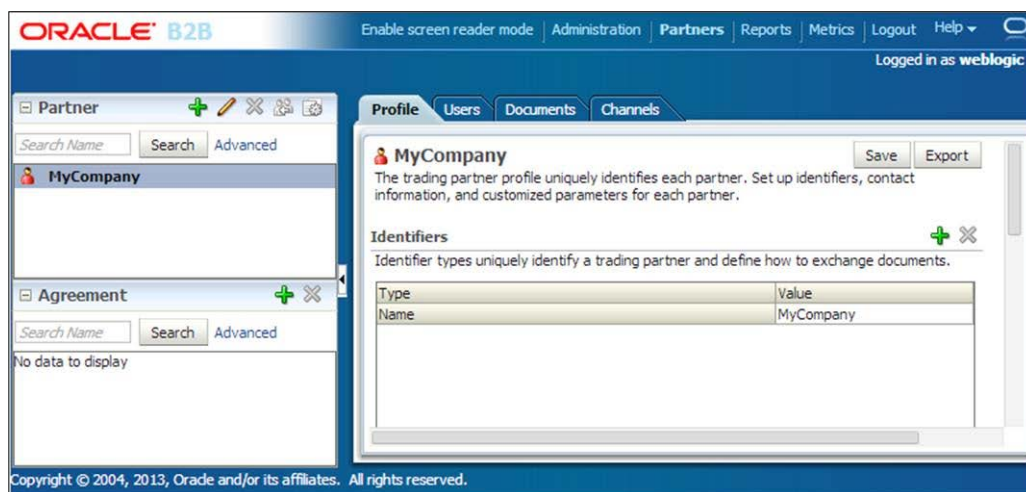 ORACLE B2B
Enable screen reader mode Administration Partners Reports Metrics Logout Help
Logged in as weblogic
Partner
Search Name Search Advanced
MyCompany
Agreement
Search Name Search Advanced
No data to display
Profile Users Documents Channels
MyCompany Save Export
The trading partner profile uniquely identifies each partner. Set up identifiers, contact
information, and customized parameters for each partner.
Identifiers
Identifier types uniquely identify a trading partner and define how to exchange documents.
Type Value
Name MyCompany
Copyright © 2004, 2013, Oracle and/or its affiliates. All rights reserved.